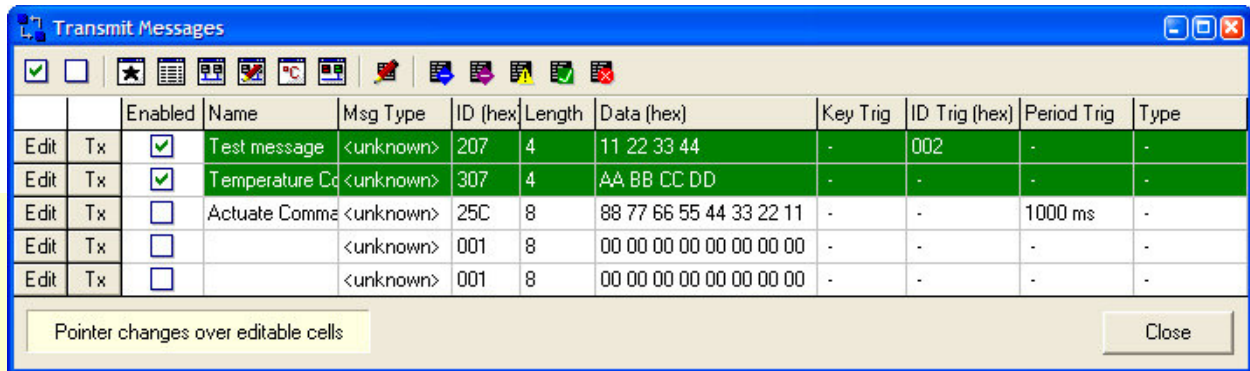 Transmit Messages
°C
Enabled Name Msg Type ID (hex Length Data (hex) Key Trig ID Trig (hex) Period Trig Type
Edit Tx Test message <unknown> 207 4 11 22 33 44 - 002 - -
Edit Tx Temperature Co <unknown> 307 4 AA BB CC DD - - - -
Edit Tx Actuate Comma <unknown> 25C 8 88 77 66 55 44 33 22 11 - - 1000 ms -
Edit Tx <unknown> 001 8 00 00 00 00 00 00 00 00 - - - -
Edit Tx <unknown> 001 8 00 00 00 00 00 00 00 00 - - - -
Pointer changes over editable cells Close